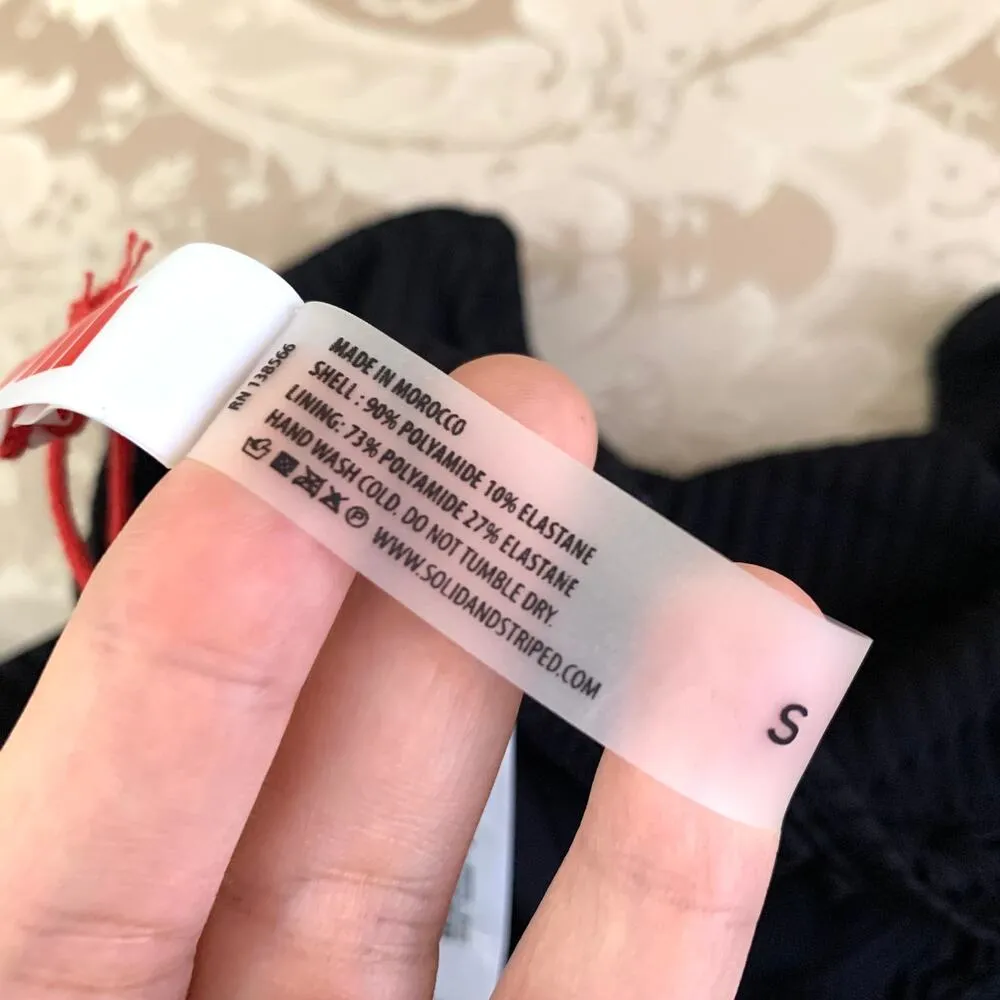 RN 138566
MADE IN MOROCCO
SHELL : 90% POLYAMIDE 10% ELASTANE
LINING: 73% POLYAMIDE 27% ELASTANE
HAND WASH COLD. DO NOT TUMBLE DRY.
P
WWW.SOLIDANDSTRIPED.COM
S